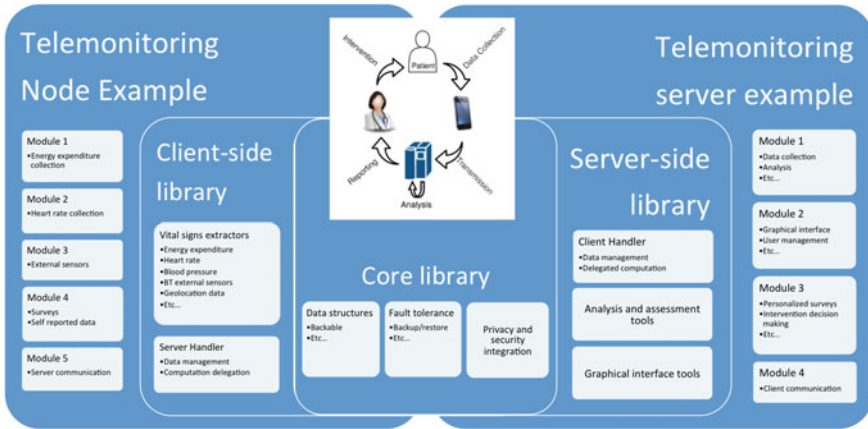 Telemonitoring
Node Example
Module 1
•Energy expenditure
collection
Module 2
•Heart rate collection
Module 3
•External sensors
Module 4
•Surveys
•Self reported data
Module 5
•Server communication
Client-side
library
Vital signs extractors
•Energy expenditure
•Heart rate
•Blood pressure
•BT external sensors
•Geolocation data
•Etc...
Server Handler
•Data management
•Computation delegation
Intervention
Patient
Data Collection
Reporting
Transmission
Analysis
Core library
Data structures
•Backable
•Etc...
Fault tolerance
•Backup/restore
•Etc...
Privacy and
security
integration
Server-side
library
Client Handler
•Data management
•Delegated computation
Analysis and assessment
tools
Graphical interface tools
Telemonitoring
server example
Module 1
•Data collection
•Analysis
•Etc...
Module 2
•Graphical interface
•User management
•Etc...
Module 3
•Personalized surveys
•Intervention decision
making
•Etc...
Module 4
•Client communication